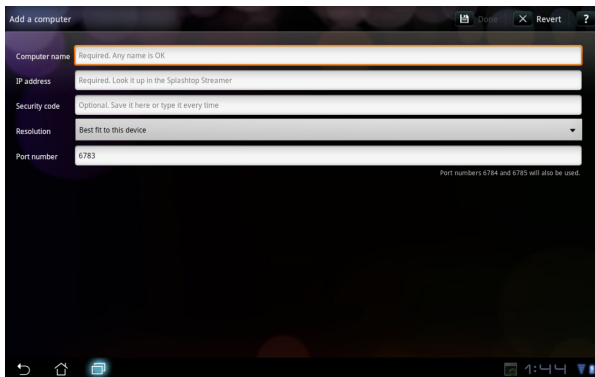 Add a computer
Done
Revert
?
Computer name
Required. Any name is OK
IP address
Required. Look it up in the Splashtop Streamer
Security code
Optional. Save it here or type it every time
Resolution
Best fit to this device
Port number
6783
Port numbers 6784 and 6785 will also be used.
1:44